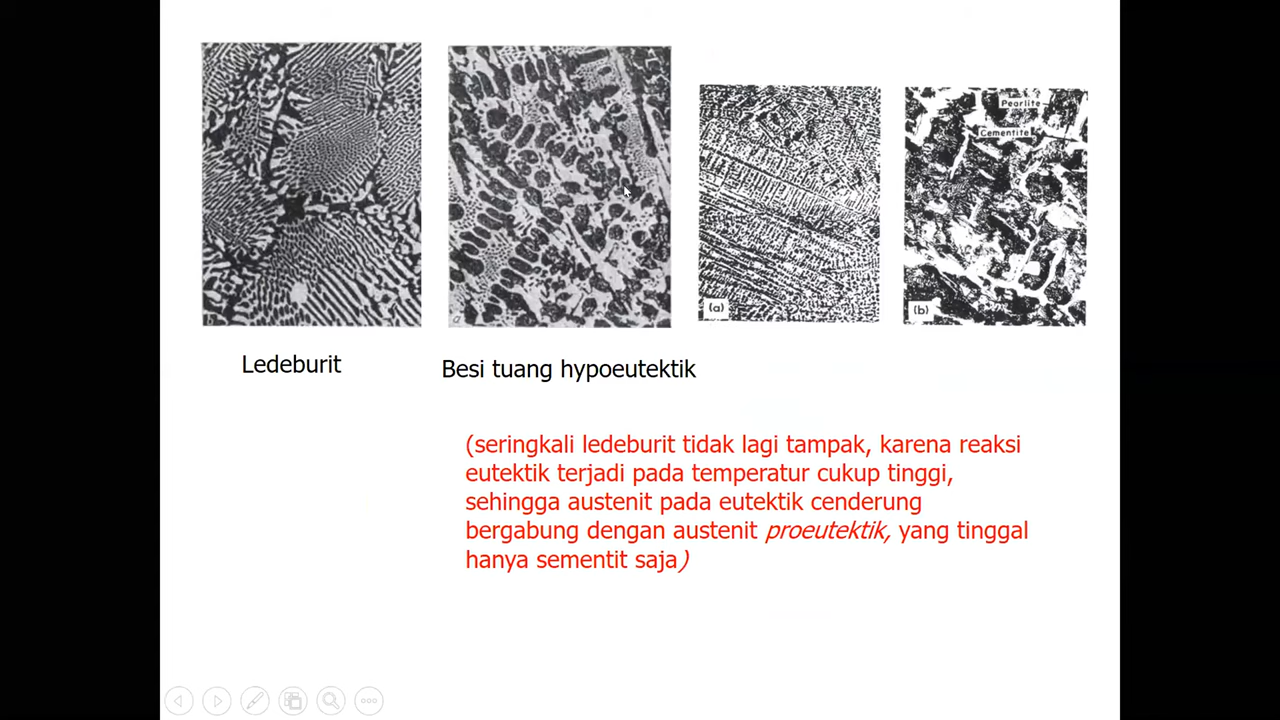 Pearlite
Cementite
(a)
(b)
a
Ledeburit
Besi tuang hypoeutektik
(seringkali ledeburit tidak lagi tampak, karena reaksi
eutektik terjadi pada temperatur cukup tinggi,
sehingga austenit pada eutektik cenderung
bergabung dengan austenit proeutektik, yang tinggal
hanya sementit saja)